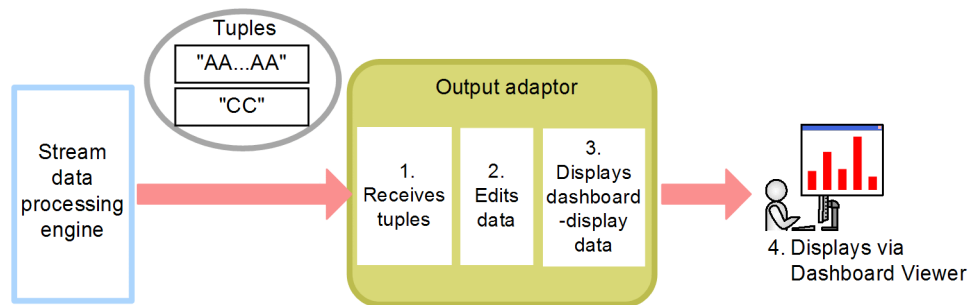 Tuples
"AA...AA"
"CC"
Stream
data
processing
engine
Output adaptor
1.
Receives
tuples
2.
Edits
data
3.
Displays
dashboard
-display
data
4. Displays via
Dashboard Viewer